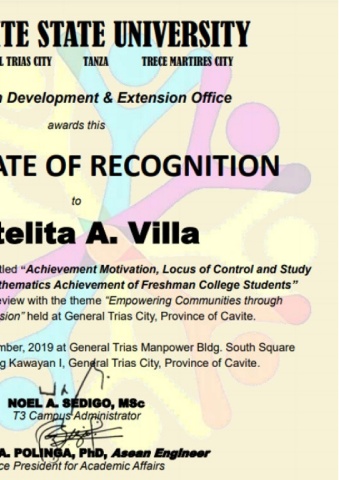 TE STATE UNIVERSITY
L TRIAS CITY TANZA TRECE MARTIRES CITY
Development & Extension Office
awards this
ATE OF RECOGNITION
to
telita A. Villa
tled "Achievement Motivation, Locus of Control and Study
thematics Achievement of Freshman College Students"
eview with the theme "Empowering Communities through
sion" held at General Trias City, Province of Cavite.
mber, 2019 at General Trias Manpower Bldg. South Square
g Kawayan I, General Trias City, Province of Cavite.
NOEL A. SEDIGO, MSc
T3 Campus Administrator
A. POLINGA, PhD, Asean Engineer
ce President for Academic Affairs